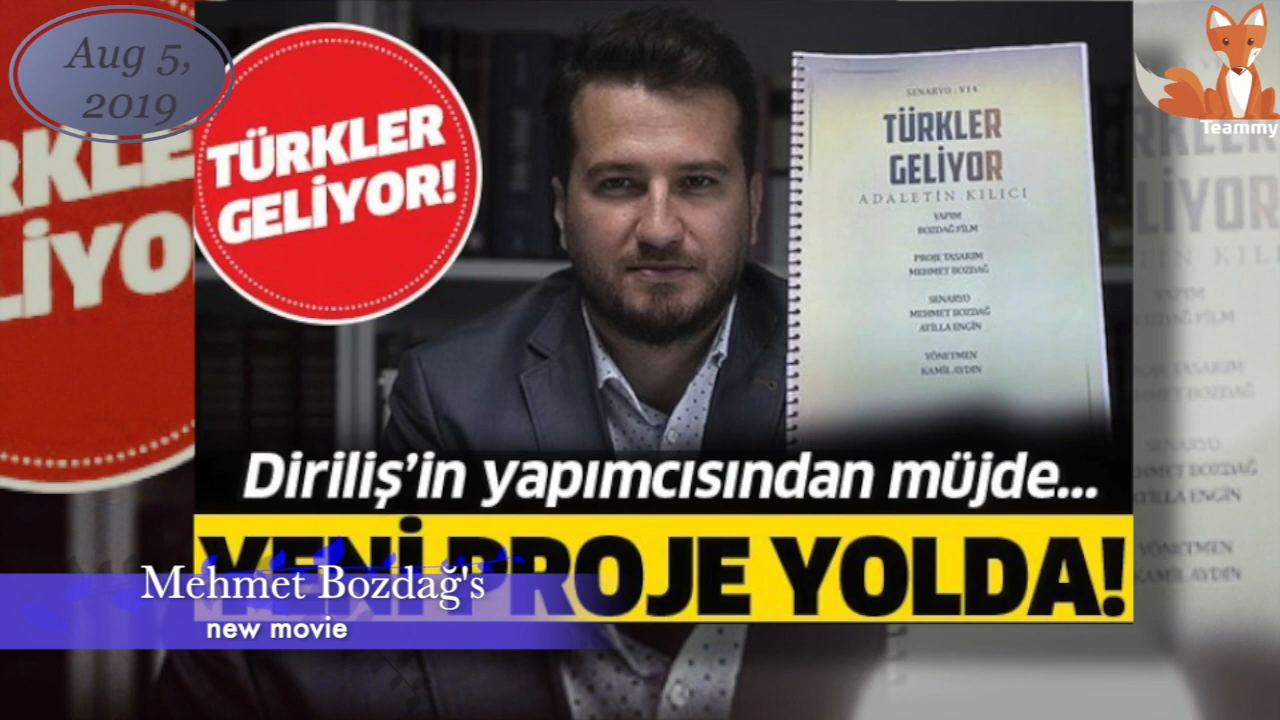 Aug 5,
2019
TÜRKLER
GELİYOR!
SENARYO : V14
TÜRKLER
GELİYOR
ADALETİN KILICI
YAPIM
BOZDAĞ FİLM
PROJE TASARIM
MEHMET BOZDAĞ
SENARYO
MEHMET BOZDAĞ
ATİLLA ENGİN
YÖNETMEN
KAMİL AYDIN
Teammy
Diriliş'in yapımcısından müjde...
YENİ PROJE YOLDA!
Mehmet Bozdağ's
new movie